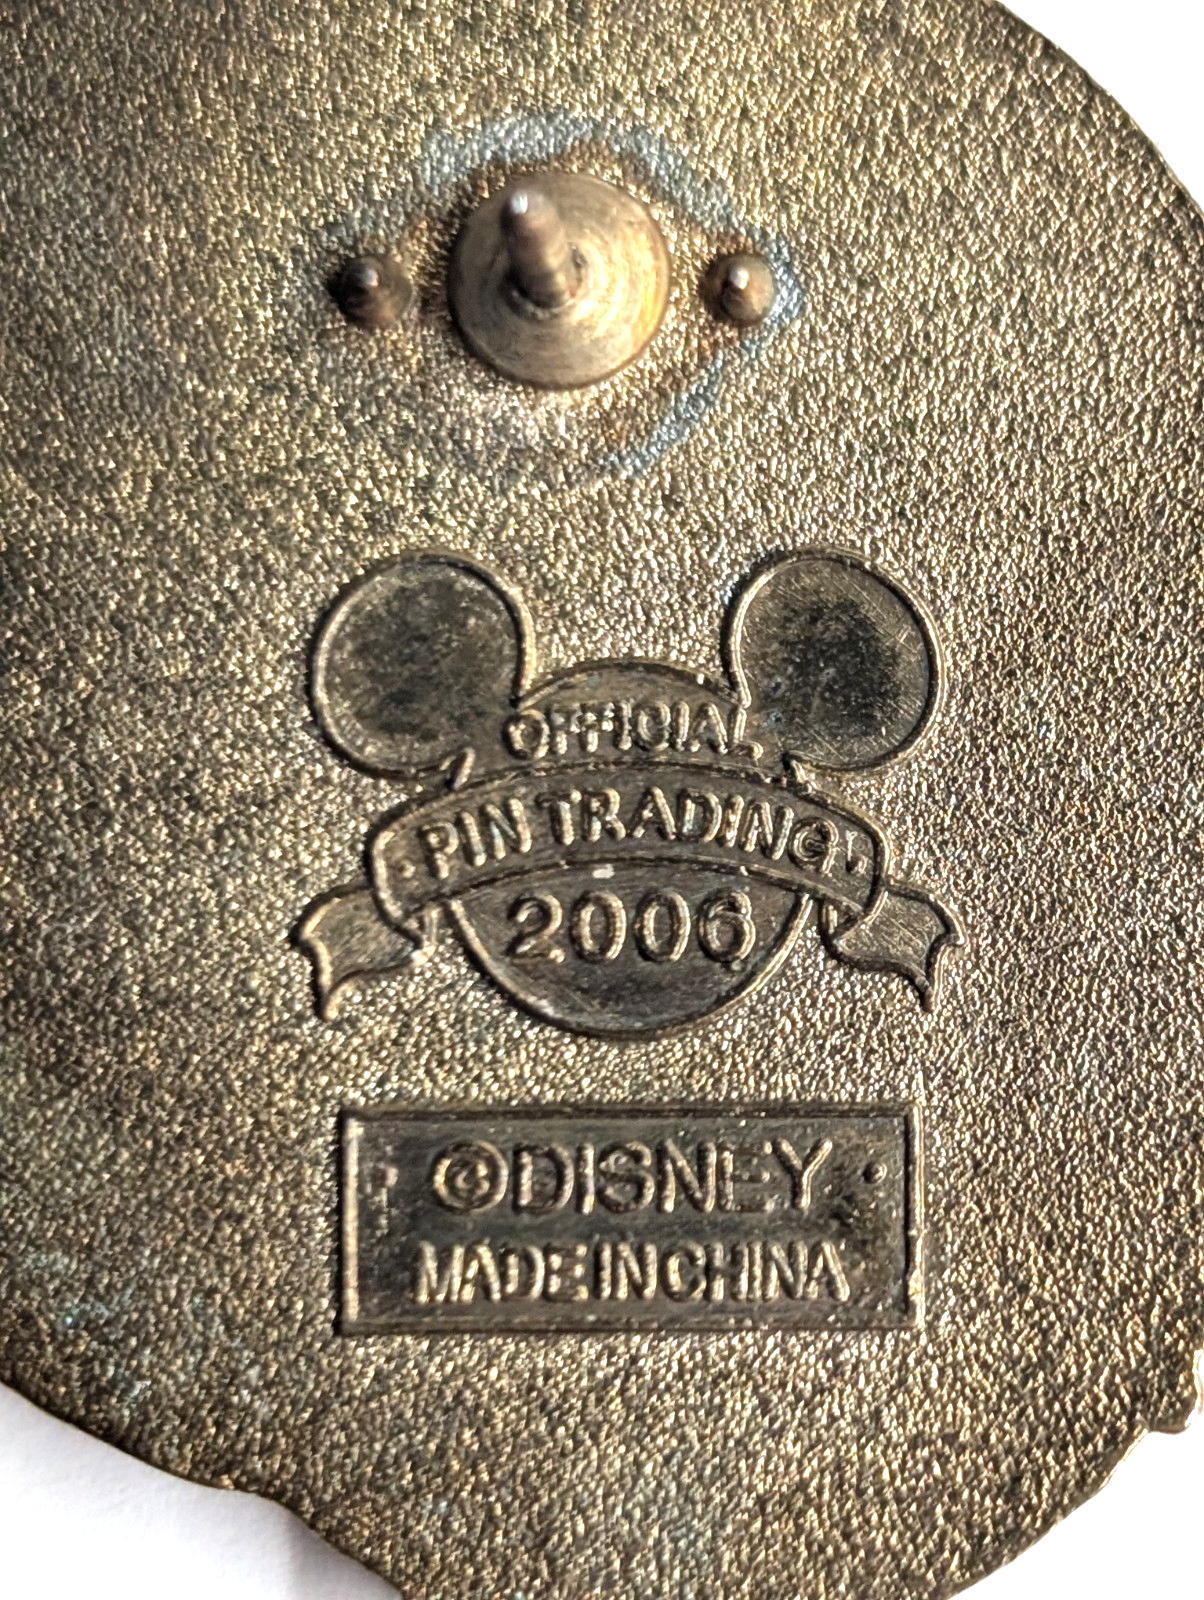 OFFICIAL
· PIN TRADING ·
2006
©DISNEY
MADE IN CHINA